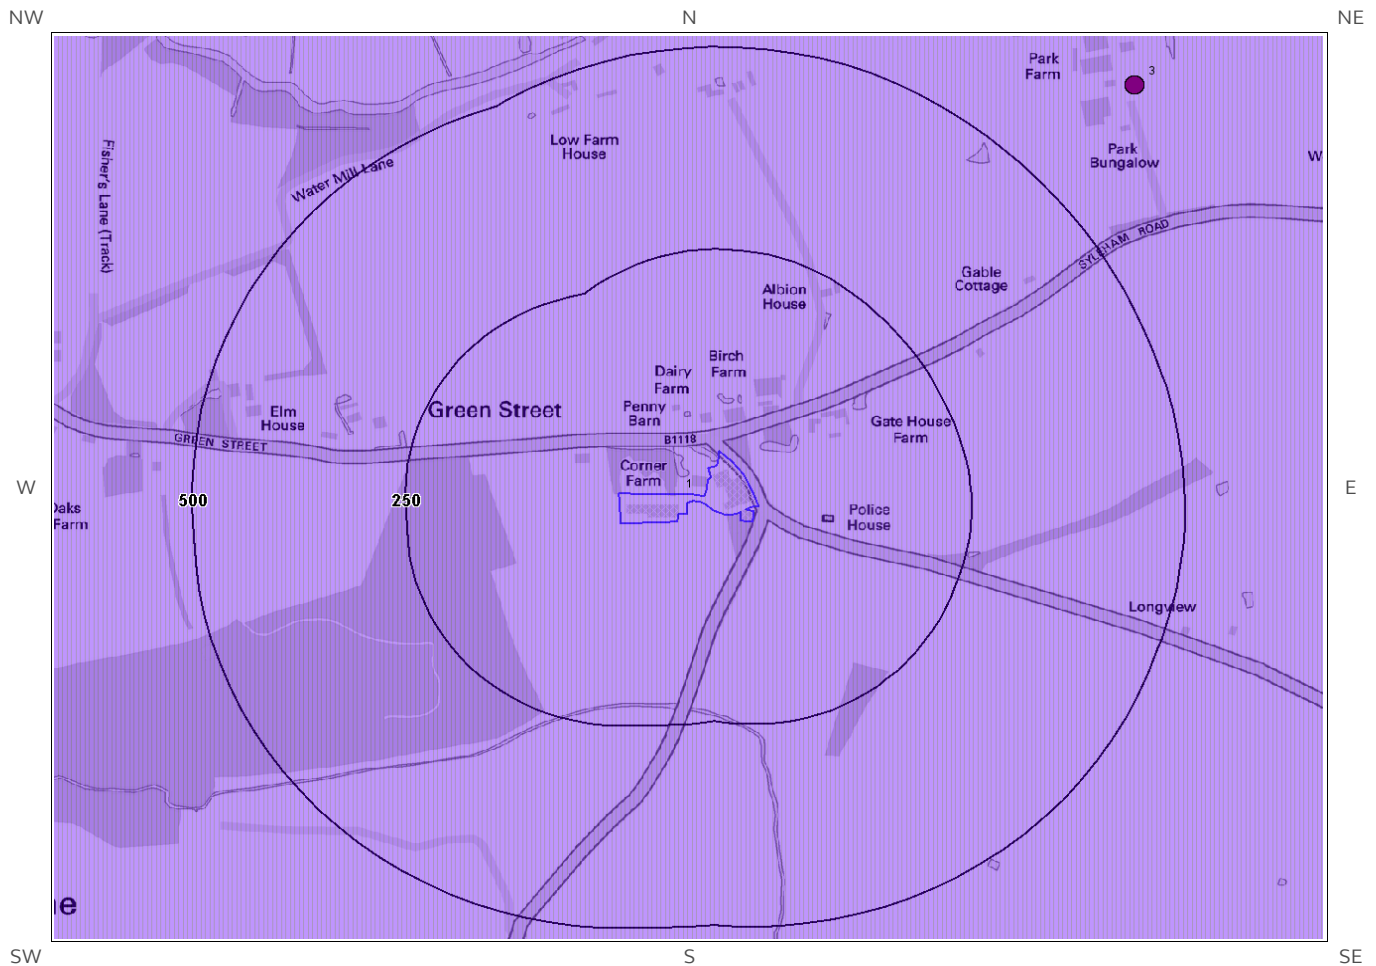 NW
N
NE
Park
Farm
3
Low Farm
House
Park
Bungalow
W
Fisher's Lane (Track)
Water Mill Lane
SYLEHAM ROAD
Gable
Cottage
Albion
House
Birch
Farm
Dairy
Farm
Green Street
Penny
Barn
Elm
House
Gate House
Farm
GREEN STREET
B1118
Corner
Farm
1
W
E
500
250
Oaks
Farm
Police
House
Longview
e
SW
S
SE